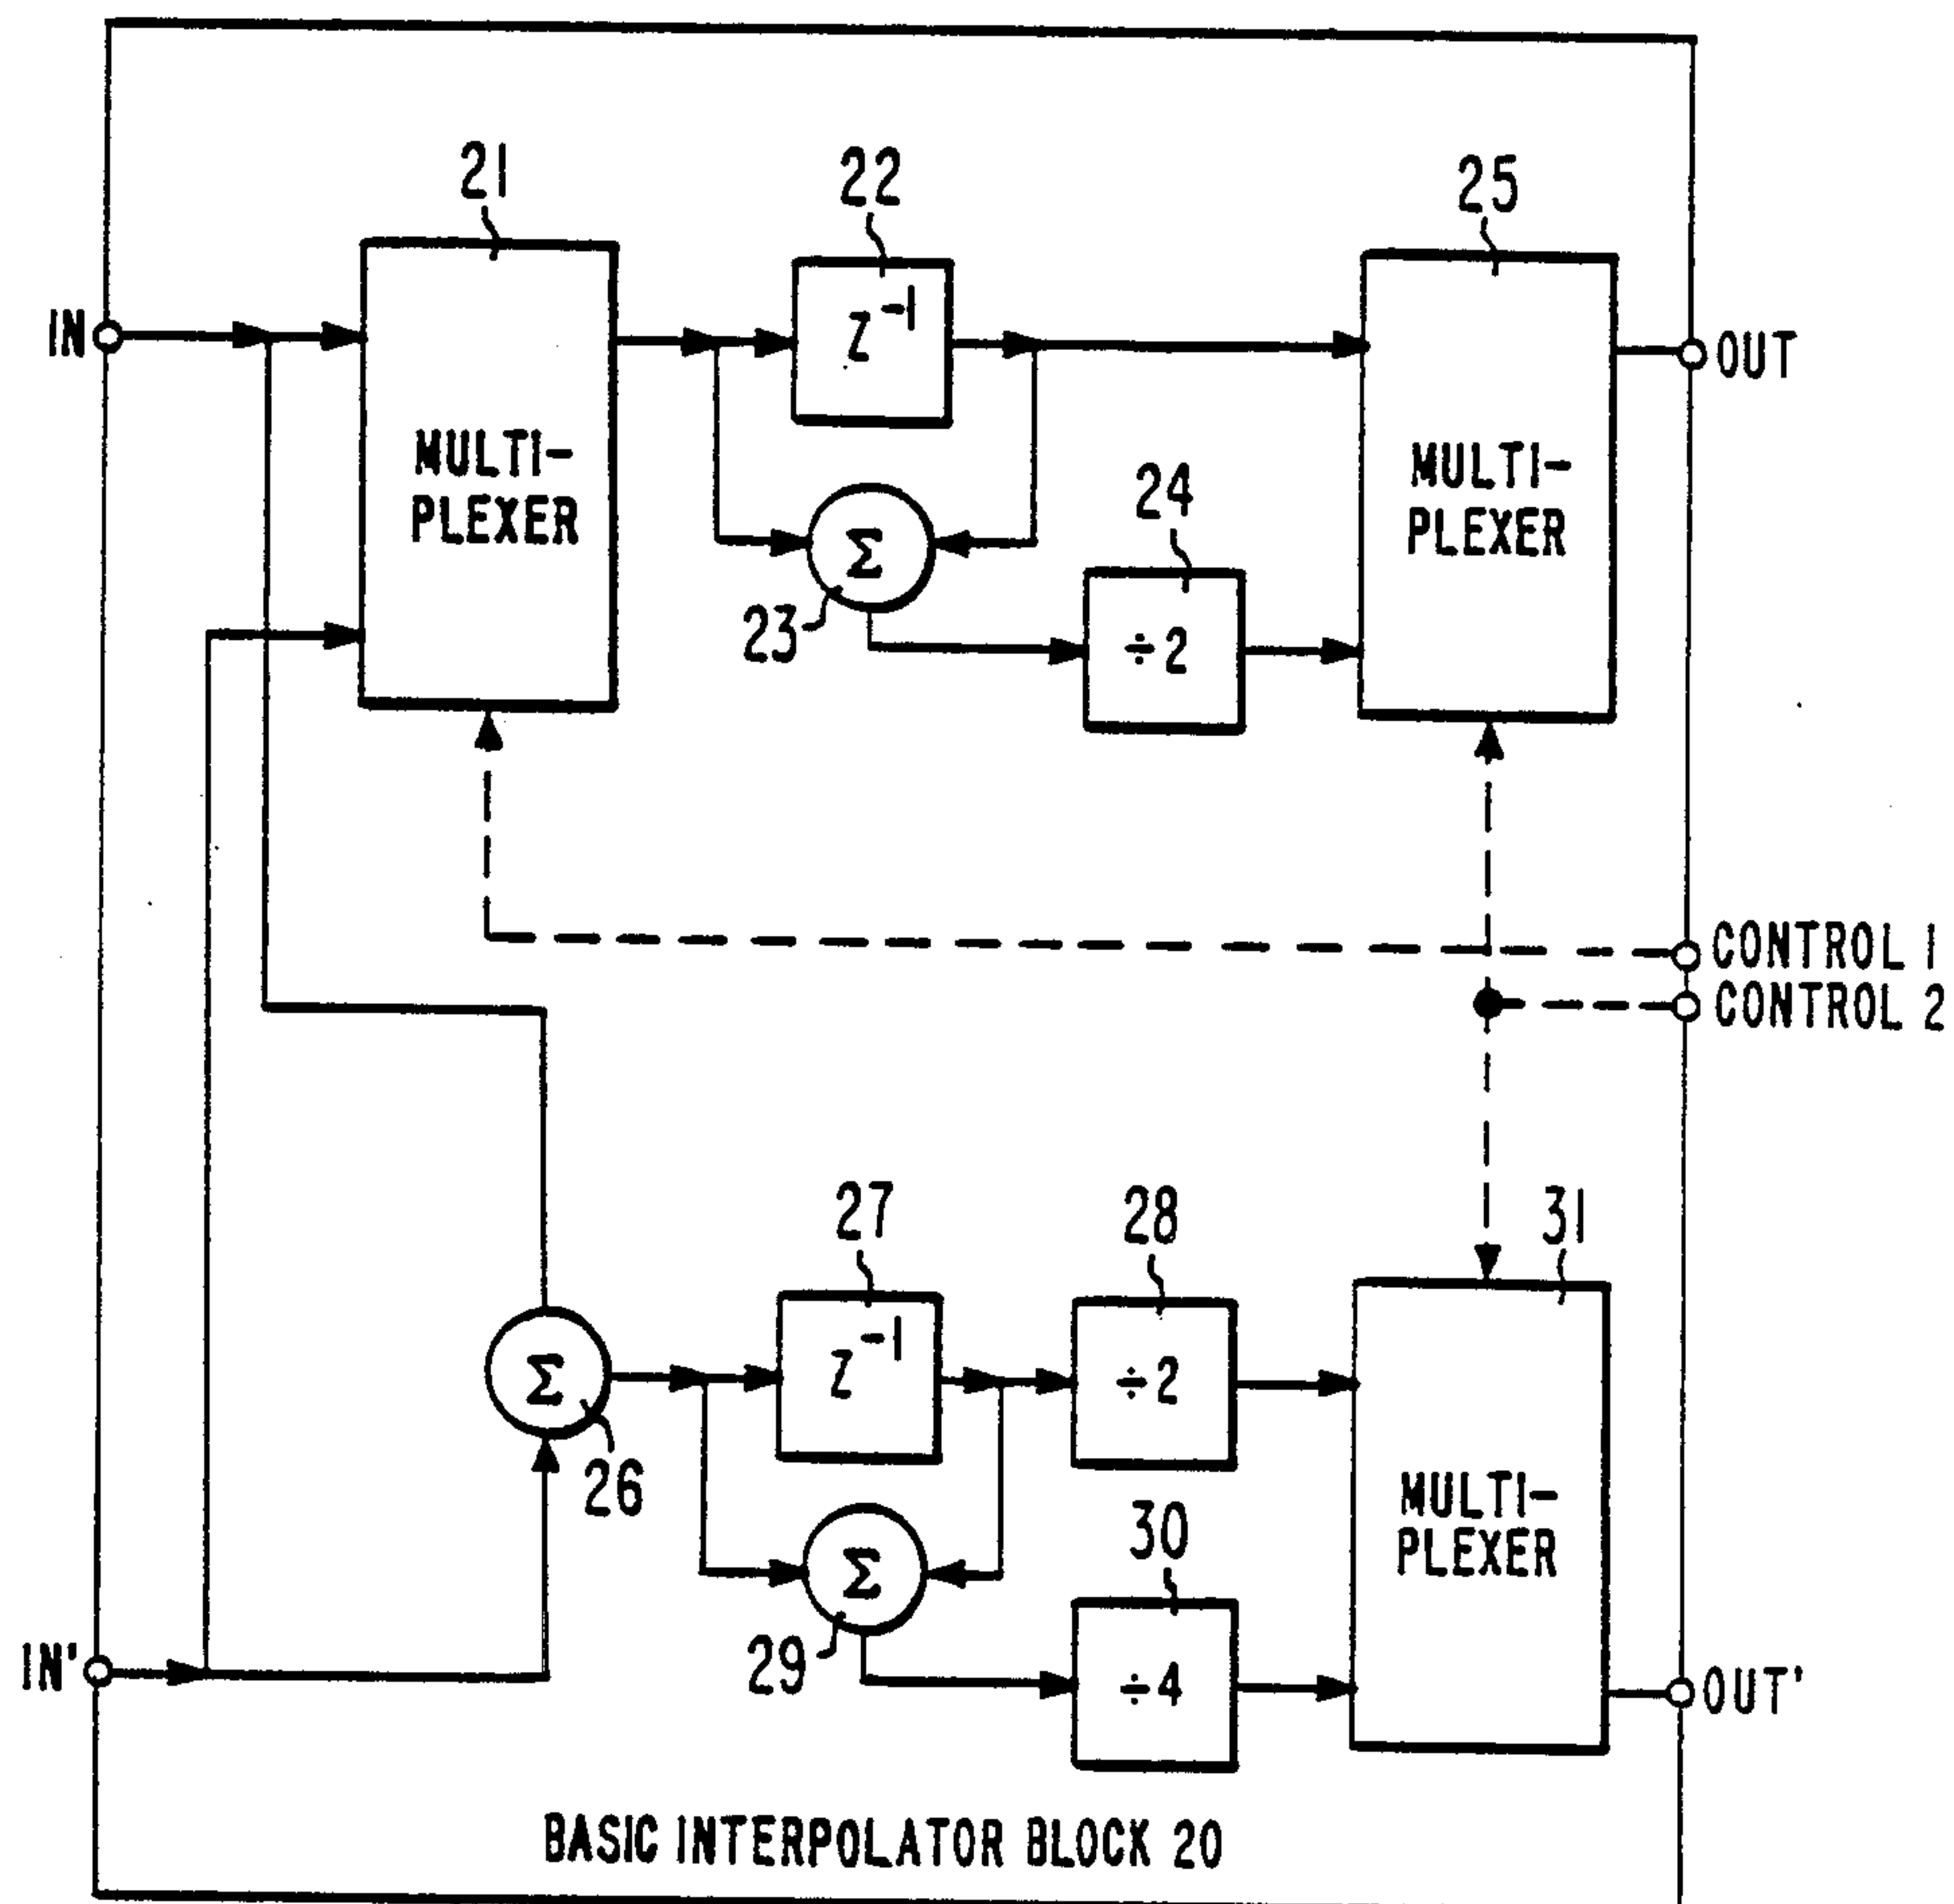 21
22
25
IN
Z⁻¹
OUT
MULTI-
PLEXER
MULTI-
PLEXER
24
Σ
23
÷2
CONTROL 1
CONTROL 2
27
28
31
Z⁻¹
÷2
Σ
26
MULTI-
PLEXER
30
Σ
29
÷4
IN'
OUT'
BASIC INTERPOLATOR BLOCK 20